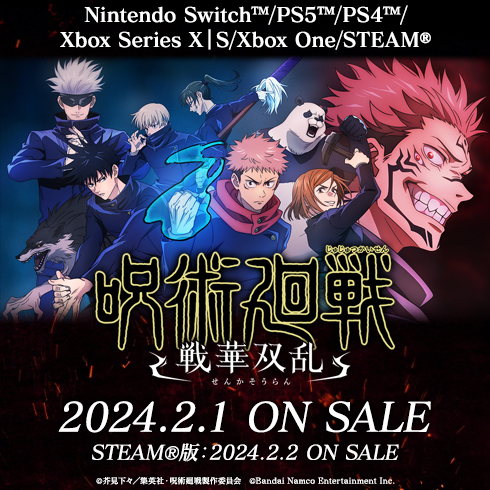 Nintendo Switch™/PS5™/PS4™/
Xbox Series X|S/Xbox One/STEAM®
じゅじゅつかいせん
呪術廻戦
戦華双乱
せんかそうらん
2024.2.1 ON SALE
STEAM®版：2024.2.2 ON SALE
©芥見下々／集英社・呪術廻戦製作委員会 ©Bandai Namco Entertainment Inc.